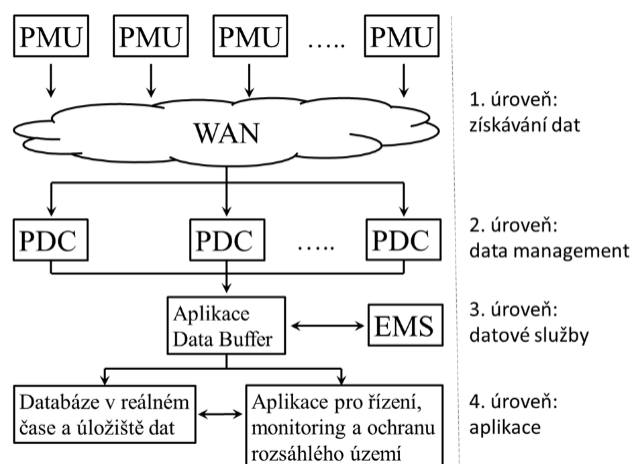 PMU PMU PMU ..... PMU
1. úroveň:
získávání dat
WAN
PDC PDC ..... PDC
2. úroveň:
data management
Aplikace
Data Buffer
EMS
3. úroveň:
datové služby
Databáze v reálném
čase a úložiště dat
Aplikace pro řízení,
monitoring a ochranu
rozsáhlého území
4. úroveň:
aplikace